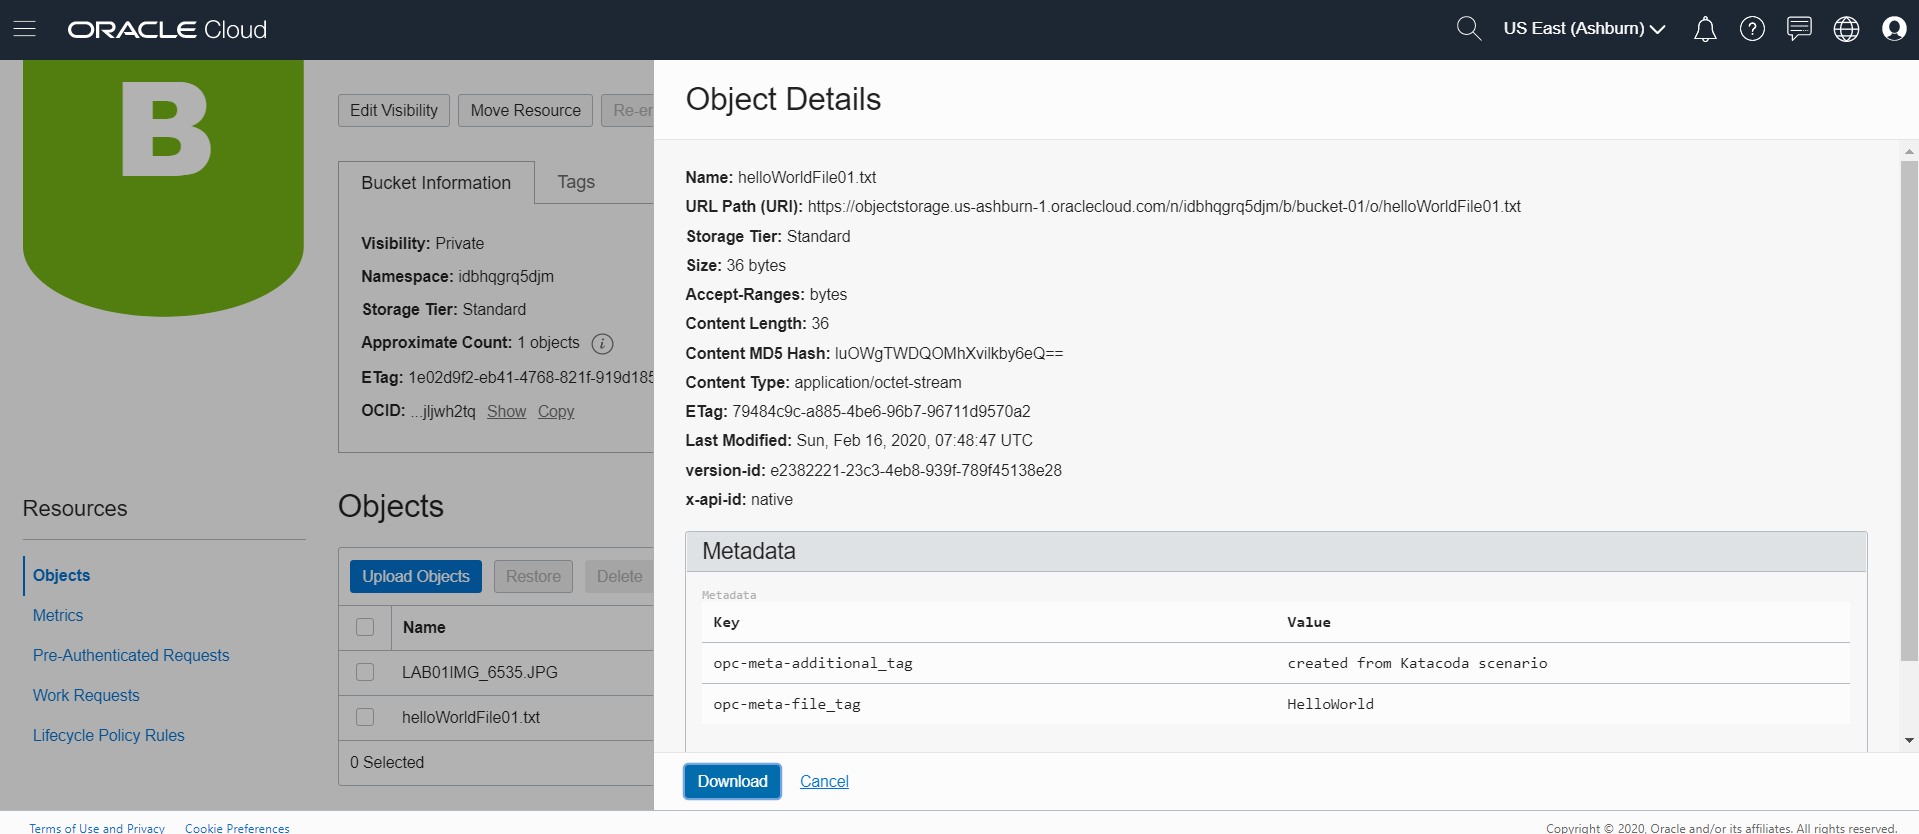 ORACLE Cloud
US East (Ashburn)
B
Edit Visibility
Move Resource
Re-er
Bucket Information
Tags
Visibility: Private
Namespace: idbhqgrq5djm
Storage Tier: Standard
Approximate Count: 1 objects
ETag: 1e02d9f2-eb41-4768-821f-919d185
OCID: ...jljwh2tq Show Copy
Resources
Objects
Metrics
Pre-Authenticated Requests
Work Requests
Lifecycle Policy Rules
Objects
Upload Objects
Restore
Delete
Name
LAB01IMG_6535.JPG
helloWorldFile01.txt
0 Selected
Object Details
Name: helloWorldFile01.txt
URL Path (URI): https://objectstorage.us-ashburn-1.oraclecloud.com/n/idbhqgrq5djm/b/bucket-01/o/helloWorldFile01.txt
Storage Tier: Standard
Size: 36 bytes
Accept-Ranges: bytes
Content Length: 36
Content MD5 Hash: luOWgTWDQOMhXvilkby6eQ==
Content Type: application/octet-stream
ETag: 79484c9c-a885-4be6-96b7-96711d9570a2
Last Modified: Sun, Feb 16, 2020, 07:48:47 UTC
version-id: e2382221-23c3-4eb8-939f-789f45138e28
x-api-id: native
Metadata
Metadata
Key Value
opc-meta-additional_tag created from Katacoda scenario
opc-meta-file_tag HelloWorld
Download
Cancel
Terms of Use and Privacy
Cookie Preferences
Copyright © 2020, Oracle and/or its affiliates. All rights reserved.